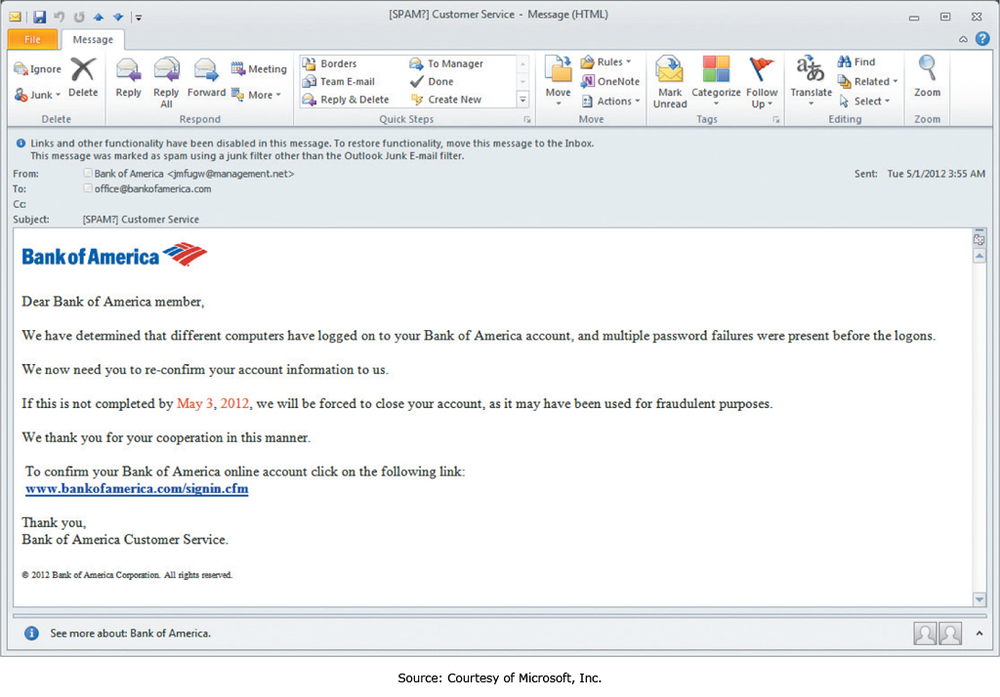 [SPAM?] Customer Service - Message (HTML)
File Message
Ignore
Junk
Delete
Delete
Reply
Reply All
Forward
Meeting
More
Respond
Borders
Team E-mail
Reply & Delete
To Manager
Done
Create New
Quick Steps
Move
Rules
OneNote
Actions
Move
Mark Unread
Categorize
Follow Up
Tags
Translate
Find
Related
Select
Editing
Zoom
Zoom
Links and other functionality have been disabled in this message. To restore functionality, move this message to the Inbox.
This message was marked as spam using a junk filter other than the Outlook Junk E-mail filter.
From: Bank of America <jmfugw@management.net> Sent: Tue 5/1/2012 3:55 AM
To: office@bankofamerica.com
Cc:
Subject: [SPAM?] Customer Service
Bank of America
Dear Bank of America member,
We have determined that different computers have logged on to your Bank of America account, and multiple password failures were present before the logons.
We now need you to re-confirm your account information to us.
If this is not completed by May 3, 2012, we will be forced to close your account, as it may have been used for fraudulent purposes.
We thank you for your cooperation in this manner.
To confirm your Bank of America online account click on the following link:
www.bankofamerica.com/signin.cfm
Thank you,
Bank of America Customer Service.
© 2012 Bank of America Corporation. All rights reserved.
See more about: Bank of America.
Source: Courtesy of Microsoft, Inc.